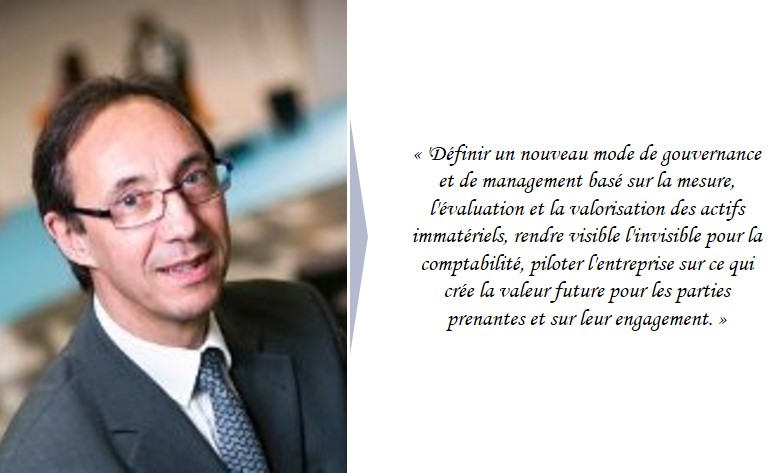 « Définir un nouveau mode de gouvernance
et de management basé sur la mesure,
l'évaluation et la valorisation des actifs
immatériels, rendre visible l'invisible pour la
comptabilité, piloter l'entreprise sur ce qui
crée la valeur future pour les parties
prenantes et sur leur engagement. »